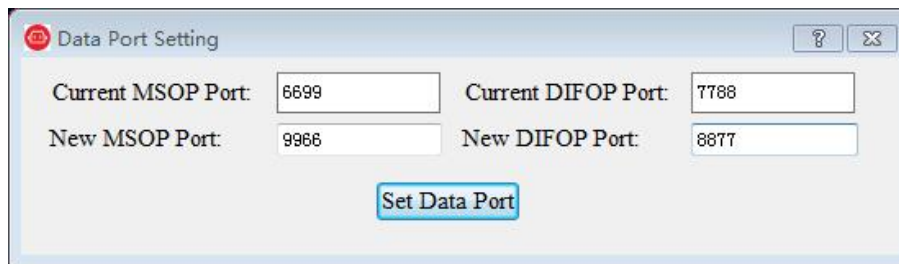 Data Port Setting
Current MSOP Port: 6699 Current DIFOP Port: 7788
New MSOP Port: 9966 New DIFOP Port: 8877
Set Data Port